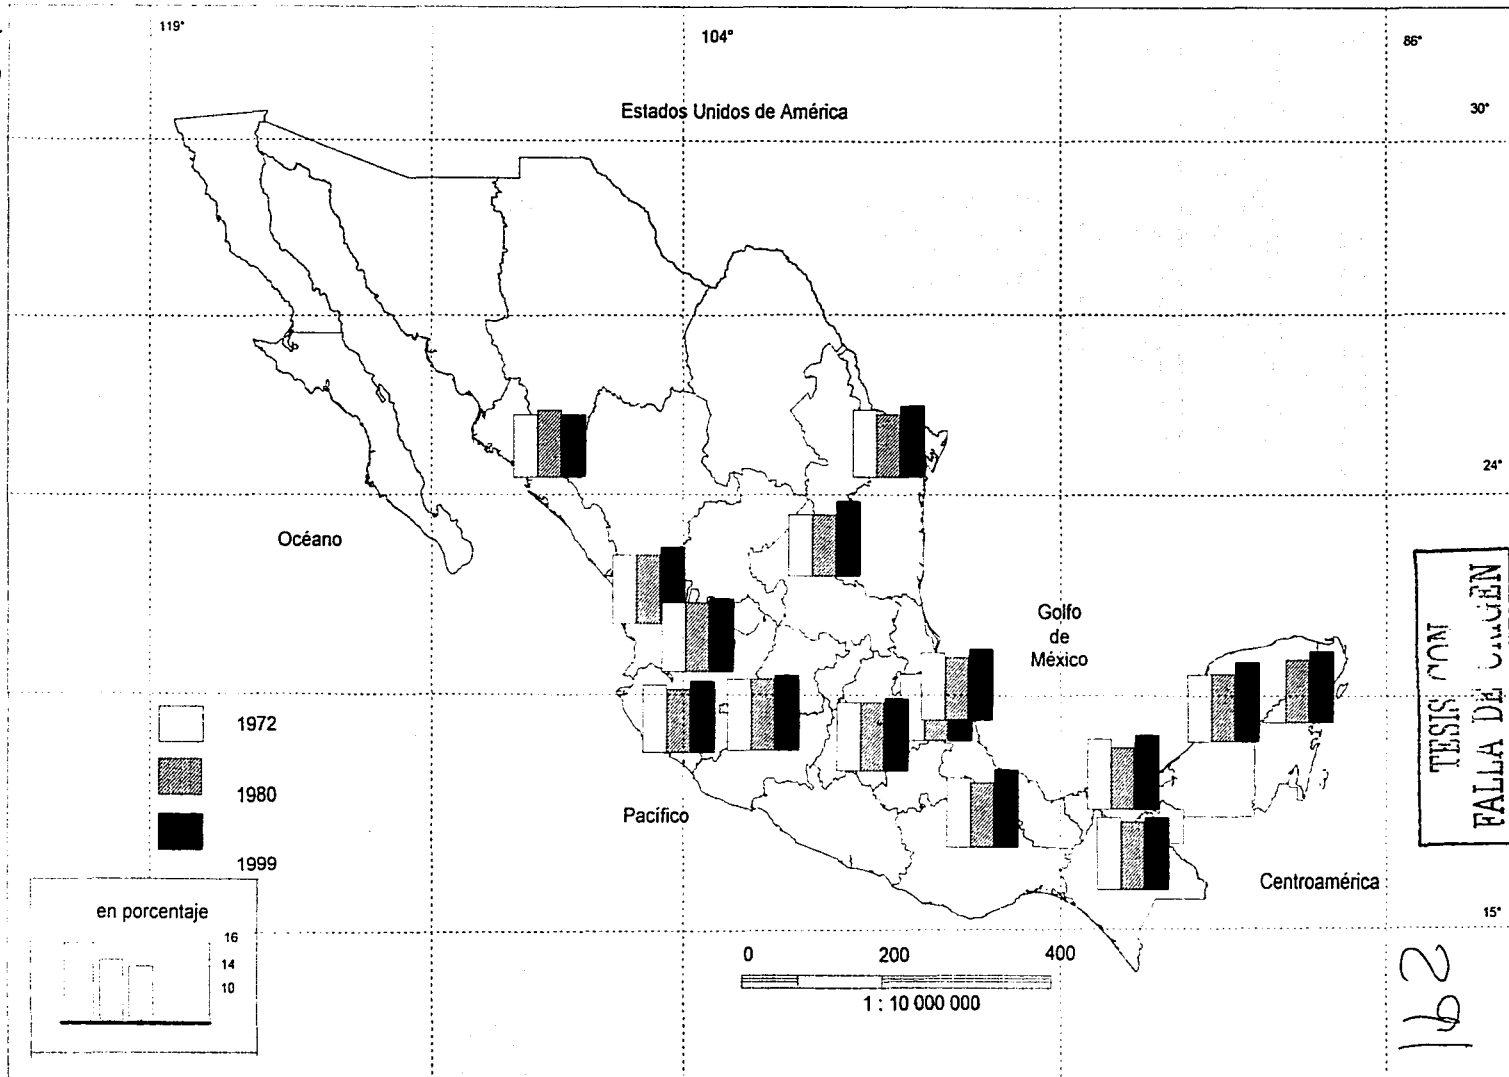 119°
104°
86°
Estados Unidos de América
30°
24°
Océano
Golfo
de
México
1972
1980
1999
Pacífico
Centroamérica
15°
en porcentaje
16
14
10
0 200 400
1 : 10 000 000
TESIS CON
FALLA DE ORIGEN
162